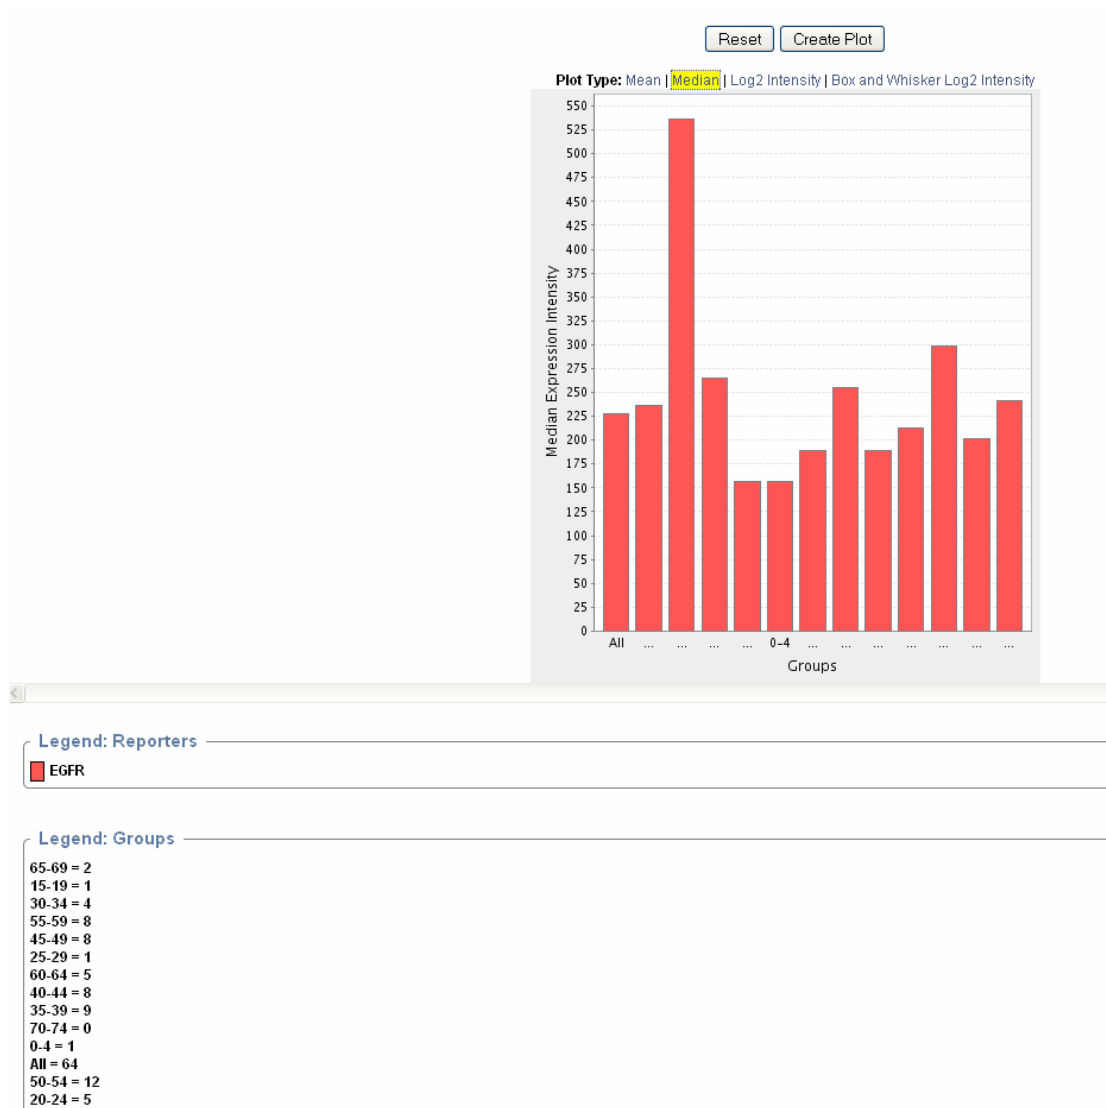 Reset Create Plot
Plot Type: Mean | Median | Log2 Intensity | Box and Whisker Log2 Intensity
550
525
500
475
450
425
400
375
350
325
300
275
250
225
200
175
150
125
100
75
50
25
0
Median Expression Intensity
All ... ... ... ... 0-4 ... ... ... ... ... ... ...
Groups
Legend: Reporters
EGFR
Legend: Groups
65-69 = 2
15-19 = 1
30-34 = 4
55-59 = 8
45-49 = 8
25-29 = 1
60-64 = 5
40-44 = 8
35-39 = 9
70-74 = 0
0-4 = 1
All = 64
50-54 = 12
20-24 = 5